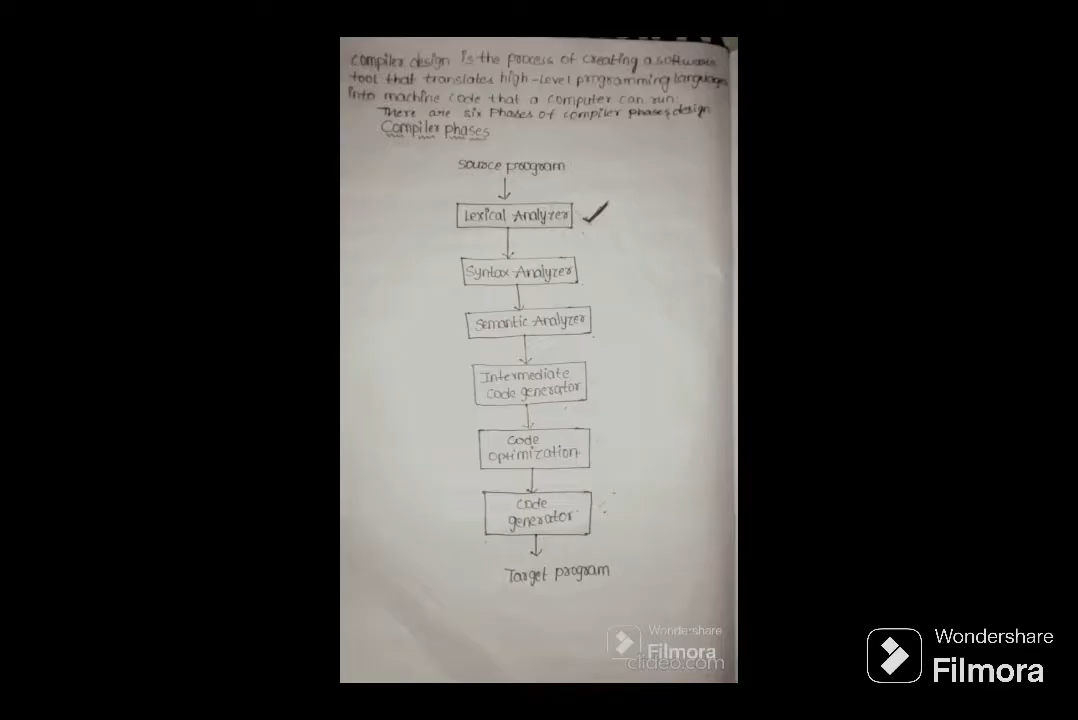 compiler design is the process of creating a software
tool that translates high-level programming languages
into machine code that a computer can run.
There are six Phases of compiler phases design
Compiler phases
source program
Lexical Analyzer
Syntax Analyzer
Semantic Analyzer
Intermediate
code generator
Code
optimization
Code
generator
Target program
Wondershare
Filmora
clideo.com
Wondershare
Filmora